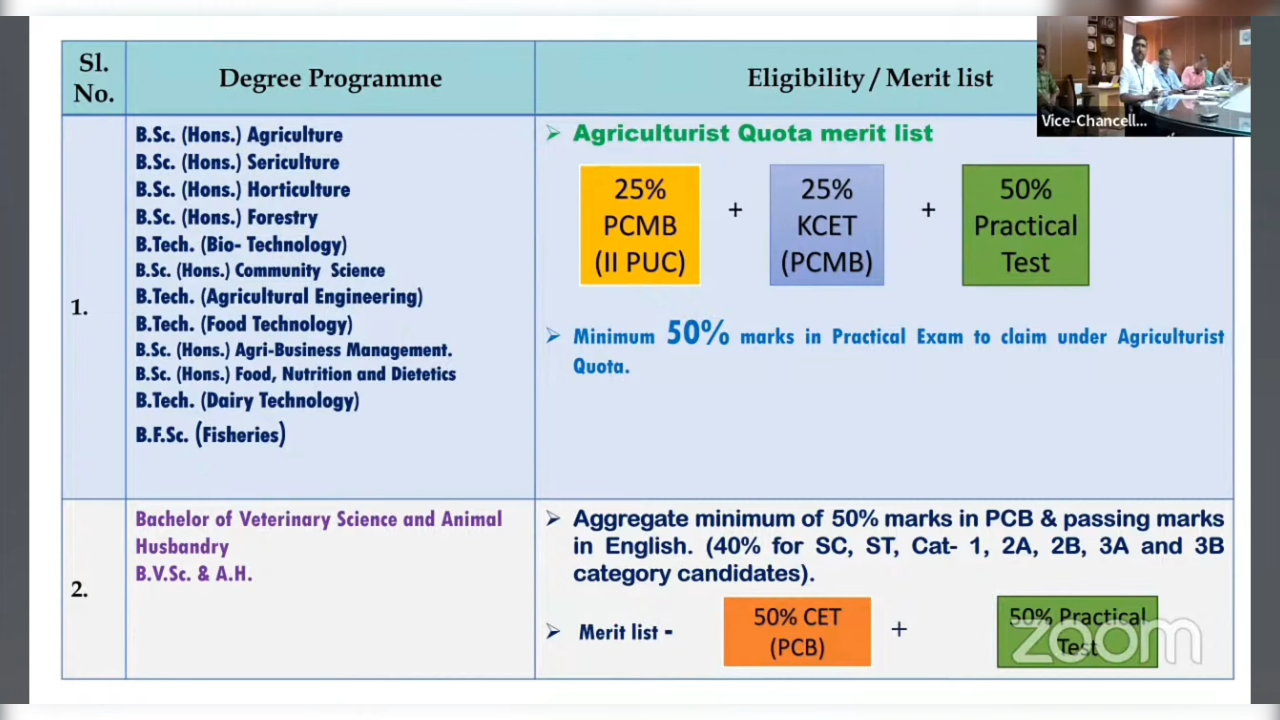 Sl.
No.
Degree Programme
Eligibility / Merit list
Vice-Chancell...
1.
B.Sc. (Hons.) Agriculture
B.Sc. (Hons.) Sericulture
B.Sc. (Hons.) Horticulture
B.Sc. (Hons.) Forestry
B.Tech. (Bio- Technology)
B.Sc. (Hons.) Community Science
B.Tech. (Agricultural Engineering)
B.Tech. (Food Technology)
B.Sc. (Hons.) Agri-Business Management.
B.Sc. (Hons.) Food, Nutrition and Dietetics
B.Tech. (Dairy Technology)
B.F.Sc. (Fisheries)
➢ Agriculturist Quota merit list
25%
PCMB
(II PUC)
+
25%
KCET
(PCMB)
+
50%
Practical
Test
➢ Minimum 50% marks in Practical Exam to claim under Agriculturist
Quota.
2.
Bachelor of Veterinary Science and Animal
Husbandry
B.V.Sc. & A.H.
➢ Aggregate minimum of 50% marks in PCB & passing marks
in English. (40% for SC, ST, Cat- 1, 2A, 2B, 3A and 3B
category candidates).
➢ Merit list -
50% CET
(PCB)
+
50% Practical
Test
zoom